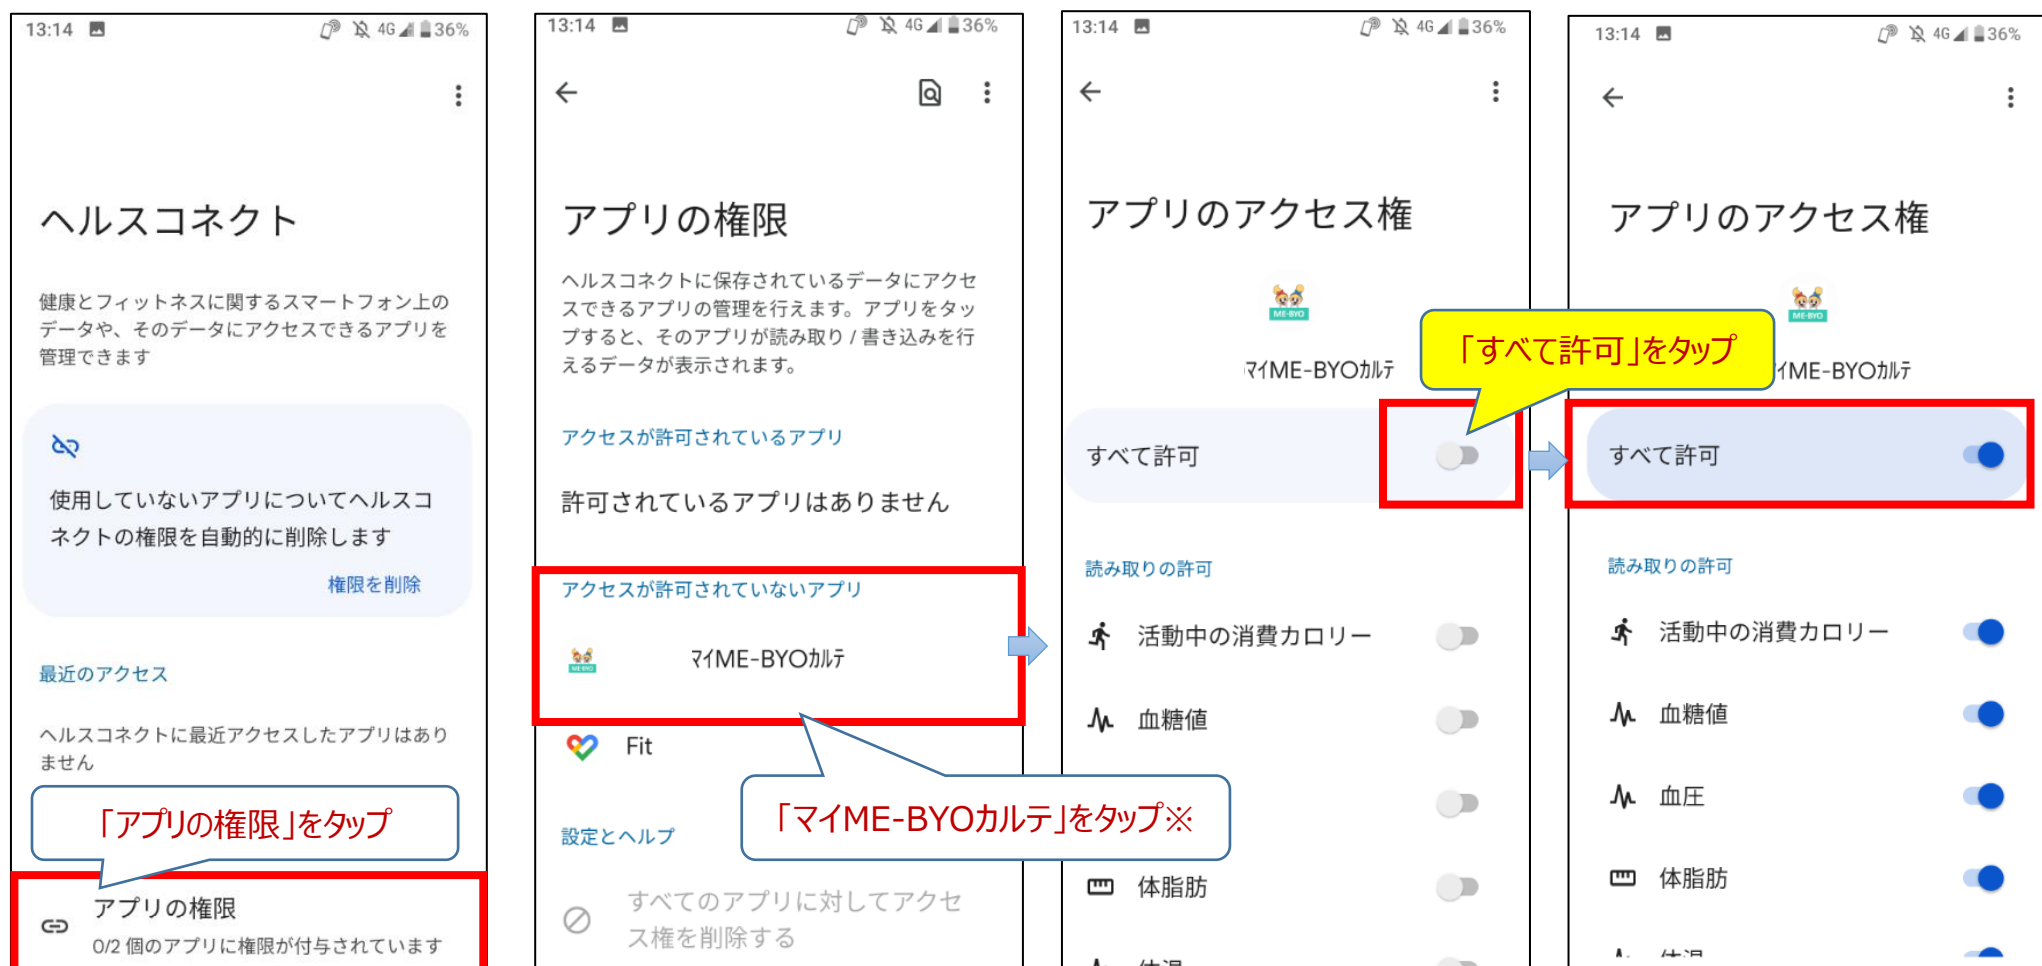 13:14
4G
36%
ヘルスコネクト
健康とフィットネスに関するスマートフォン上の
データや、そのデータにアクセスできるアプリを
管理できます
使用していないアプリについてヘルスコ
ネクトの権限を自動的に削除します
権限を削除
最近のアクセス
ヘルスコネクトに最近アクセスしたアプリはあり
ません
「アプリの権限」をタップ
アプリの権限
0/2 個のアプリに権限が付与されています
13:14
4G
36%
アプリの権限
ヘルスコネクトに保存されているデータにアクセ
スできるアプリの管理を行えます。アプリをタッ
プすると、そのアプリが読み取り / 書き込みを行
えるデータが表示されます。
アクセスが許可されているアプリ
許可されているアプリはありません
アクセスが許可されていないアプリ
ME-BYO
マイME-BYOカルテ
Fit
「マイME-BYOカルテ」をタップ※
設定とヘルプ
すべてのアプリに対してアクセ
ス権を削除する
13:14
4G
36%
アプリのアクセス権
ME-BYO
マイME-BYOカルテ
「すべて許可」をタップ
すべて許可
読み取りの許可
活動中の消費カロリー
血糖値
体脂肪
体温
13:14
4G
36%
アプリのアクセス権
ME-BYO
イME-BYOカルテ
すべて許可
読み取りの許可
活動中の消費カロリー
血糖値
血圧
体脂肪
体温